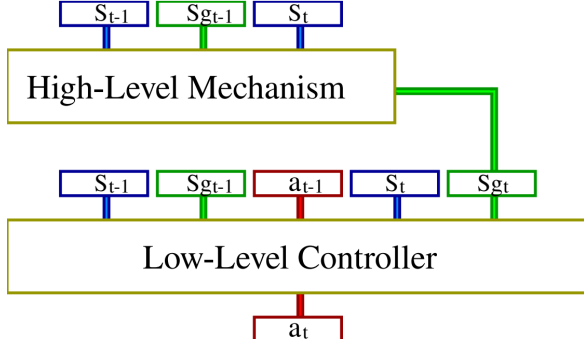 St-1 Sgt-1 St
High-Level Mechanism
St-1 Sgt-1 at-1 St Sgt
Low-Level Controller
at